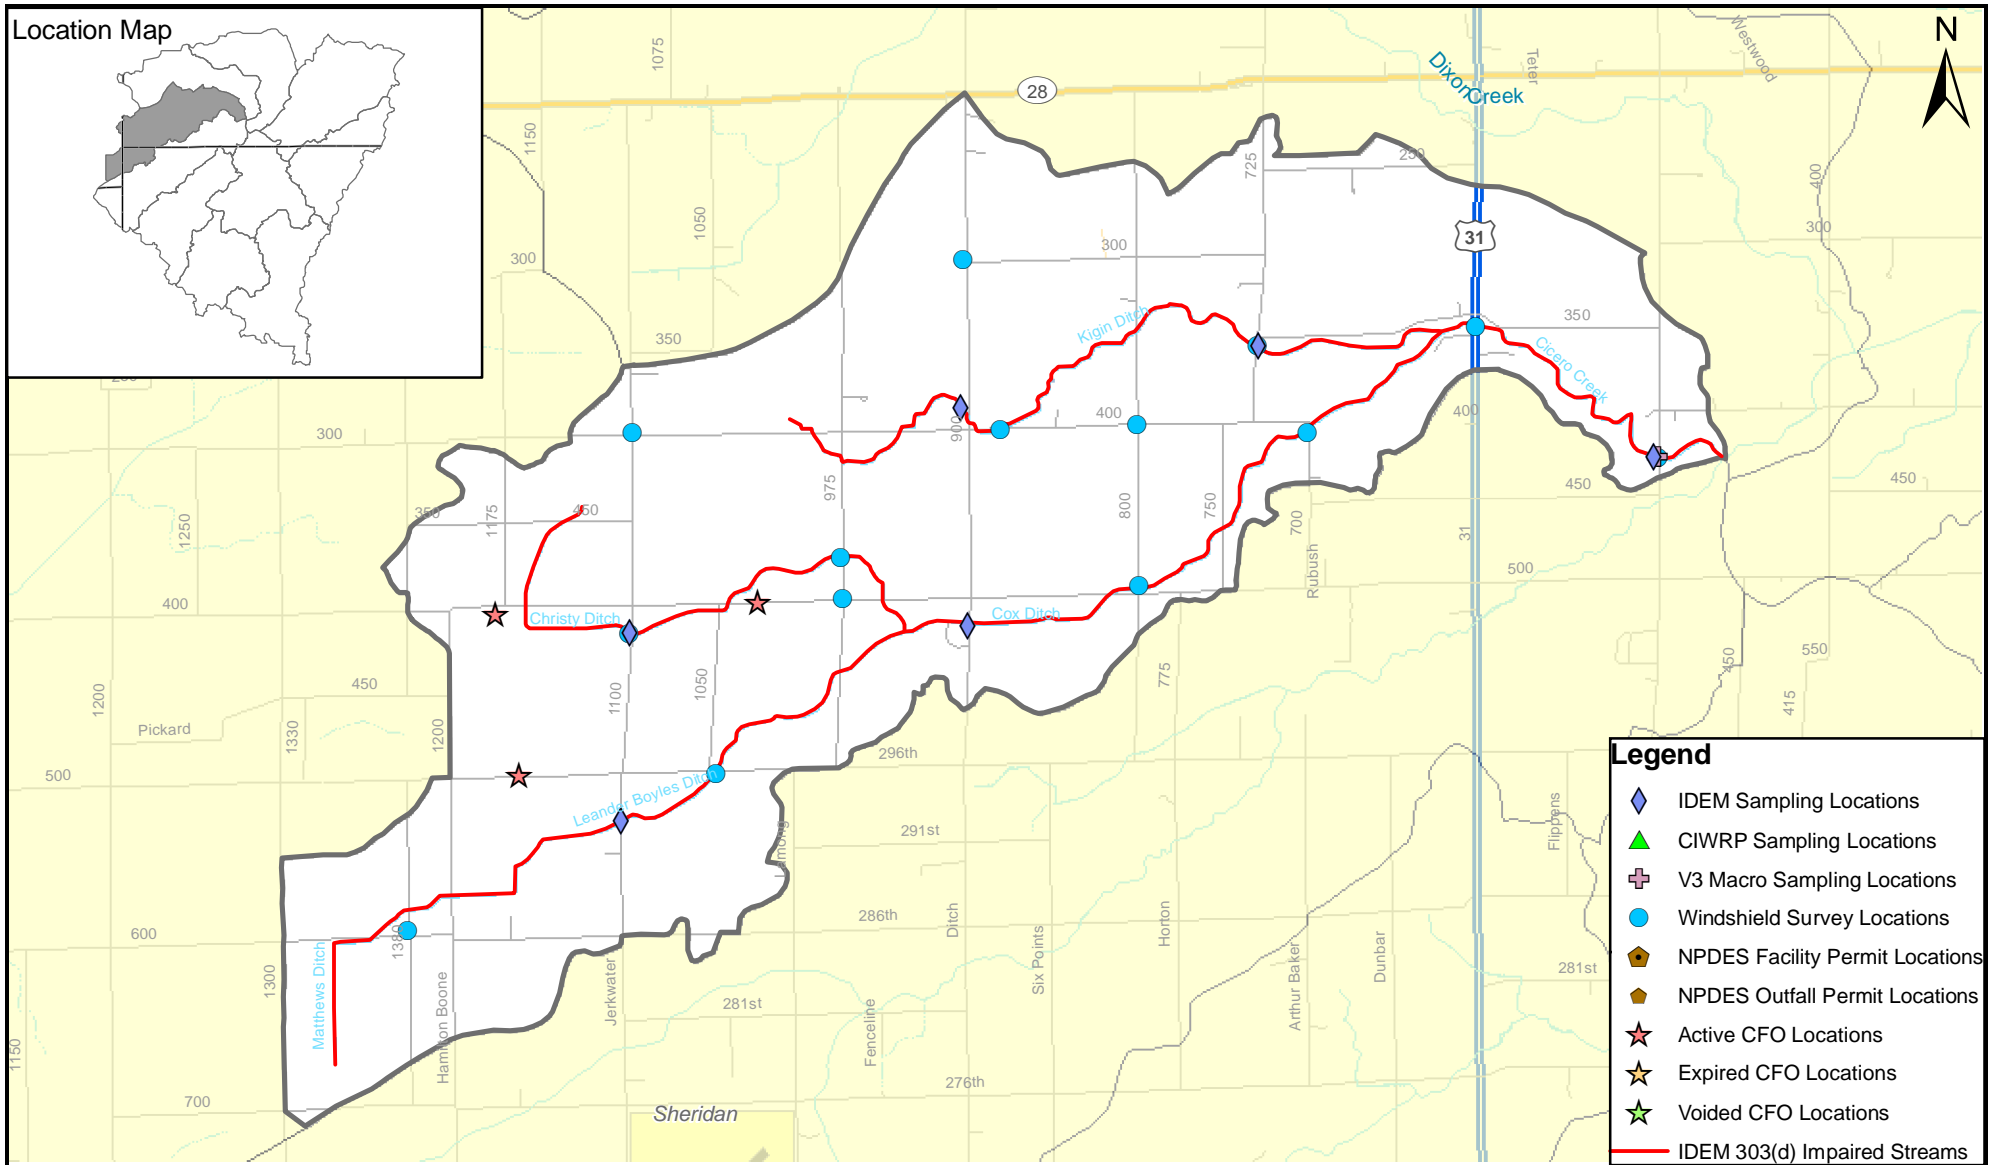 Location Map
N
Dixon Creek
Teter
Westwood
28
1075
1150
1050
725
250
400
300
300
300
31
350
350
Kigin Ditch
Cicero Creek
900
400
400
300
975
350
1175
450
800
750
700
31
450
450
1250
Rubush
500
400
Christy Ditch
Cox Ditch
1200
450
1330
Pickard
1200
1100
1050
775
450
550
415
296th
500
Leander Boyles Ditch
291st
Flippens
286th
Ditch
Six Points
Horton
Arthur Baker
Dunbar
281st
600
1380
1300
Matthews Ditch
Hamilton Boone
Jerkwater
281st
Fenceline
276th
1150
700
Sheridan
Legend
IDEM Sampling Locations
CIWRP Sampling Locations
V3 Macro Sampling Locations
Windshield Survey Locations
NPDES Facility Permit Locations
NPDES Outfall Permit Locations
Active CFO Locations
Expired CFO Locations
Voided CFO Locations
IDEM 303(d) Impaired Streams